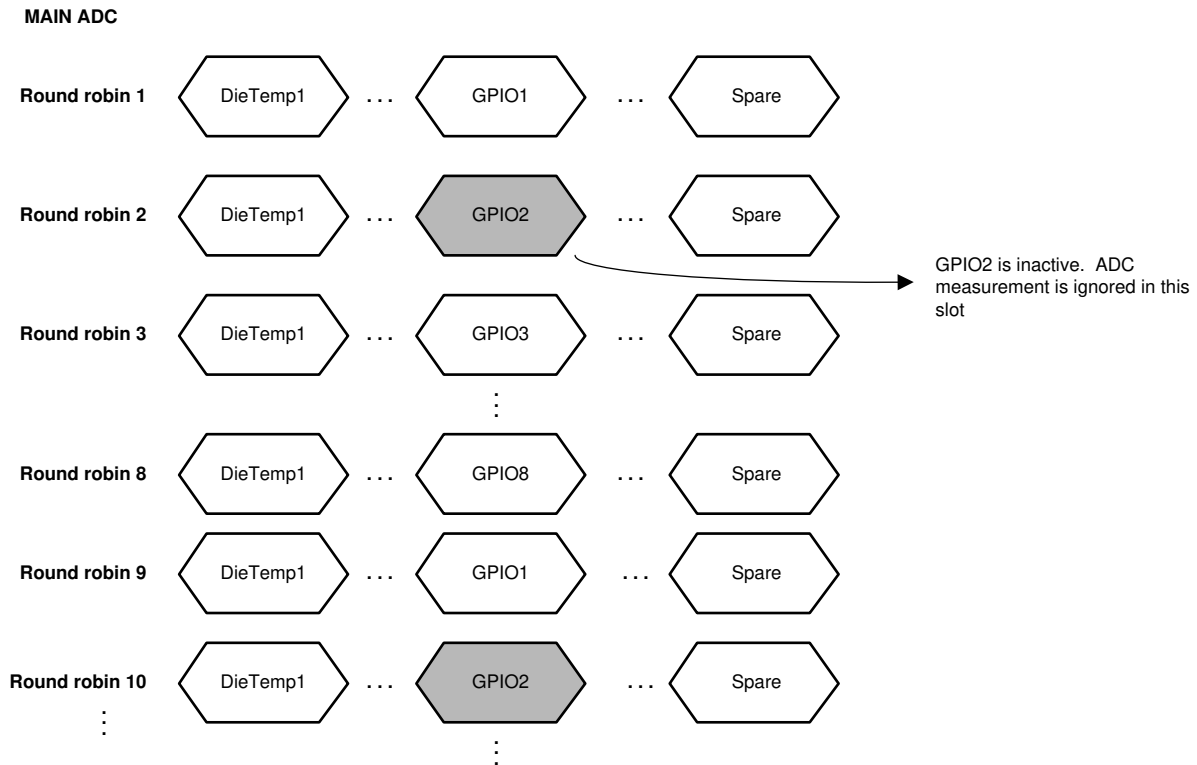 MAIN ADC
Round robin 1 DieTemp1 ... GPIO1 ... Spare
Round robin 2 DieTemp1 ... GPIO2 ... Spare
GPIO2 is inactive. ADC
measurement is ignored in this
slot
Round robin 3 DieTemp1 ... GPIO3 ... Spare
Round robin 8 DieTemp1 ... GPIO8 ... Spare
Round robin 9 DieTemp1 ... GPIO1 ... Spare
Round robin 10 DieTemp1 ... GPIO2 ... Spare